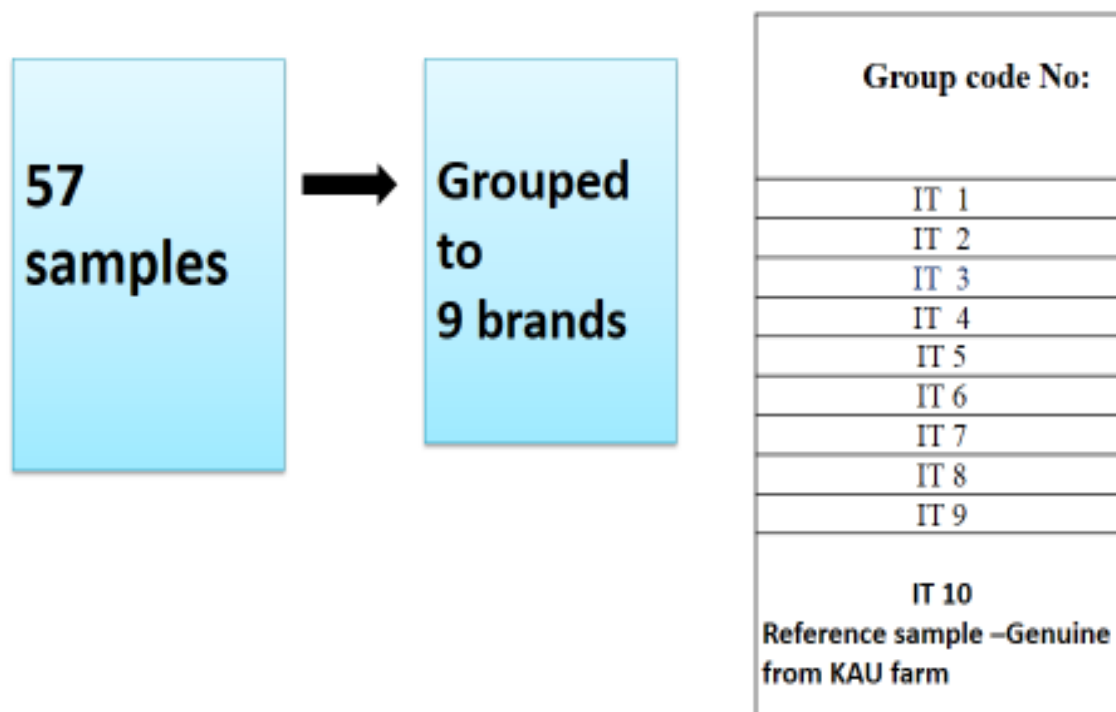 57
samples
Grouped
to
9 brands
Group code No:
IT 1
IT 2
IT 3
IT 4
IT 5
IT 6
IT 7
IT 8
IT 9
IT 10
Reference sample –Genuine
from KAU farm